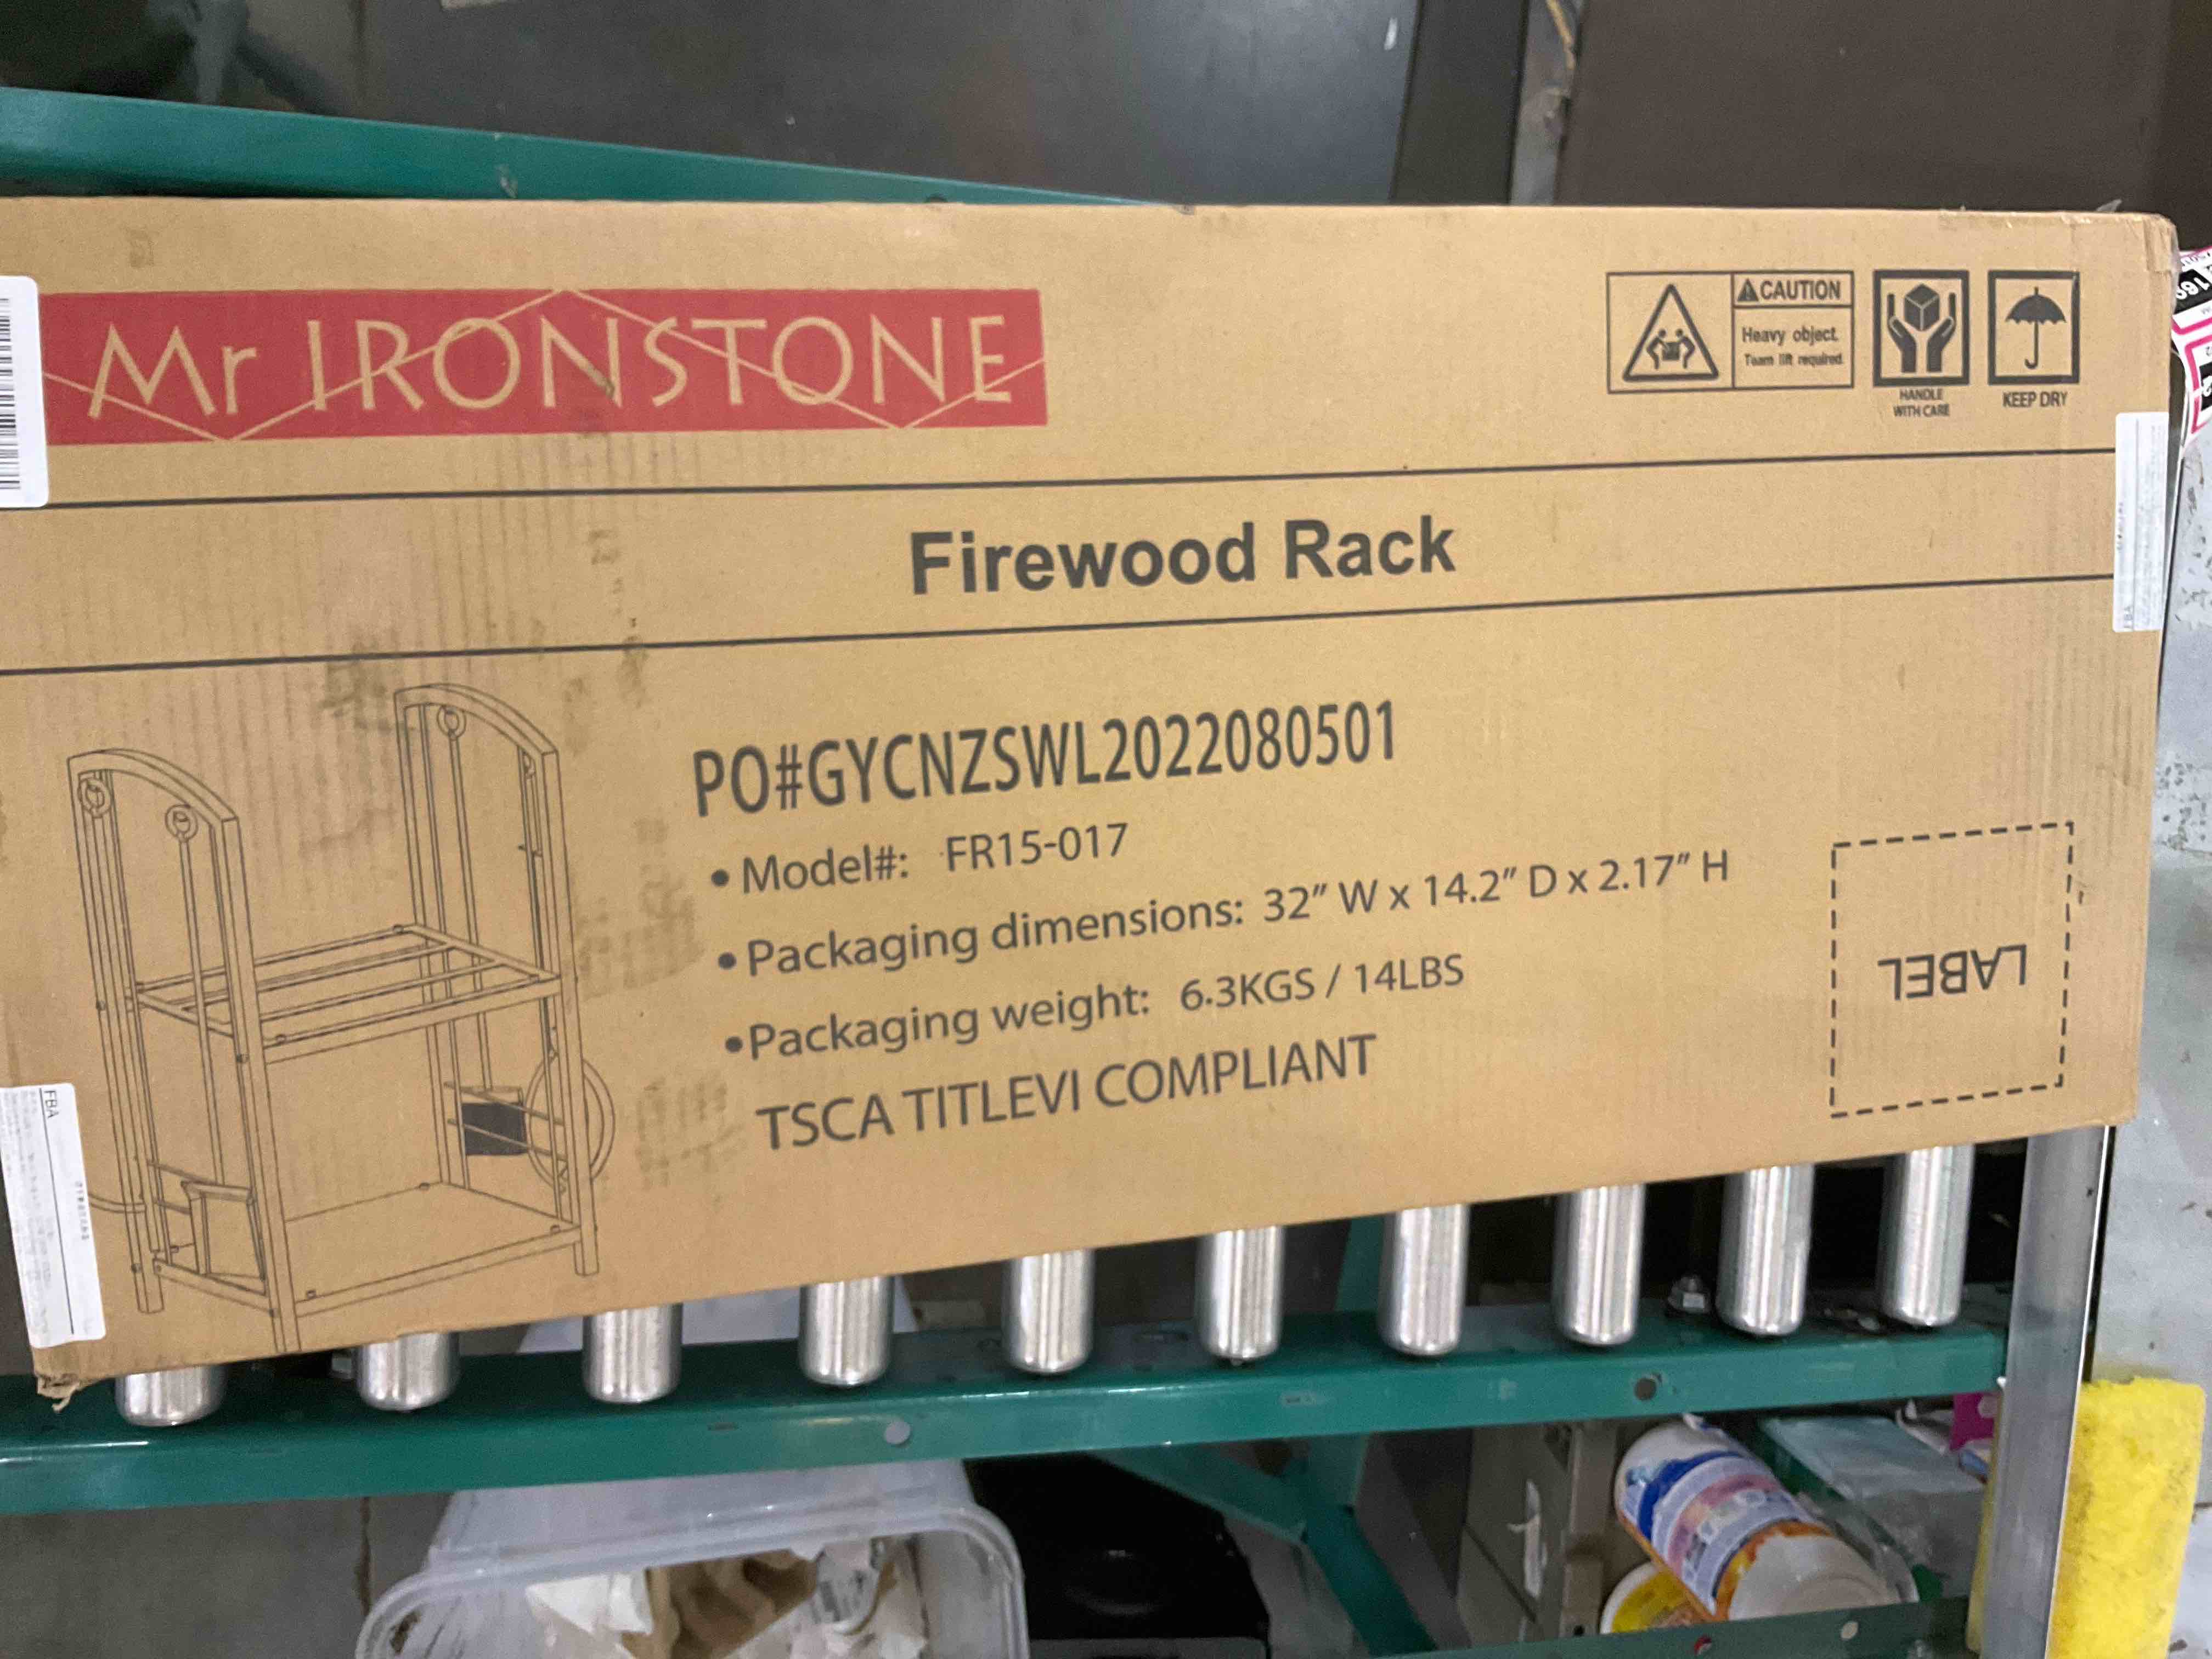 Mr IRONSTONE
CAUTION
Heavy object.
Team lift required.
HANDLE
WITH CARE
KEEP DRY
Firewood Rack
PO#GYCNZSWL2022080501
• Model#: FR15-017
• Packaging dimensions: 32" W x 14.2" D x 2.17" H
• Packaging weight: 6.3KGS / 14LBS
TSCA TITLEVI COMPLIANT
LABEL
FBA